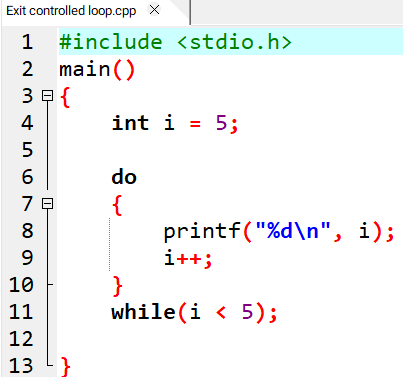 Exit controlled loop.cpp ×
1 #include <stdio.h>
2 main()
3 {
4 int i = 5;
5
6 do
7 {
8 printf("%d\n", i);
9 i++;
10 }
11 while(i < 5);
12
13 }